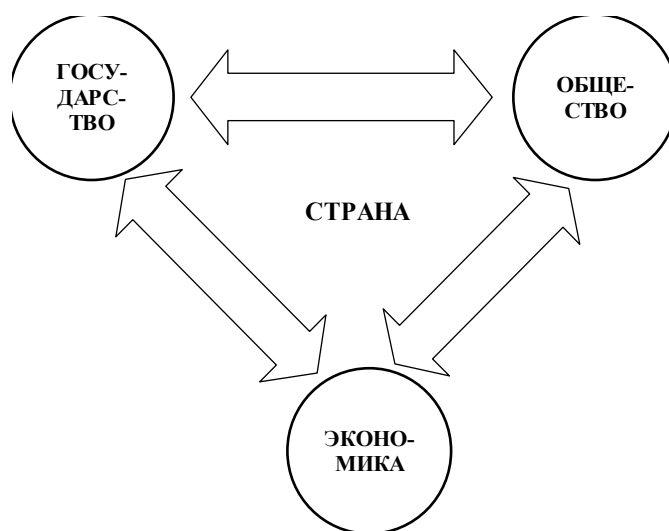 ГОСУ-
ДАРС-
ТВО
ОБЩЕ-
СТВО
СТРАНА
ЭКОНО-
МИКА